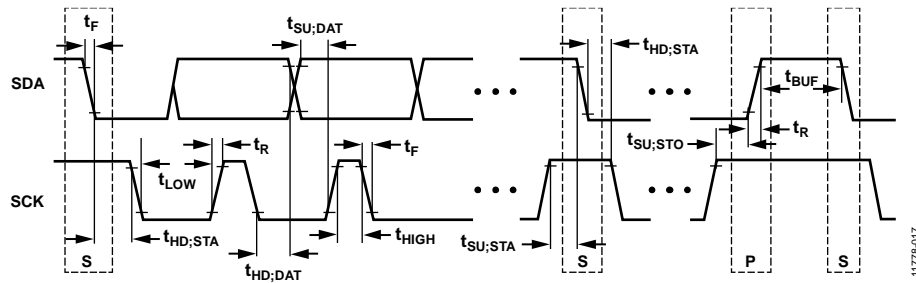 tF
tSU;DAT
tHD;STA
SDA
tBUF
tR
tSU;STO
tR
tF
tLOW
SCK
tHD;STA
tHIGH
tSU;STA
tHD;DAT
S
S
P
S
11778-017